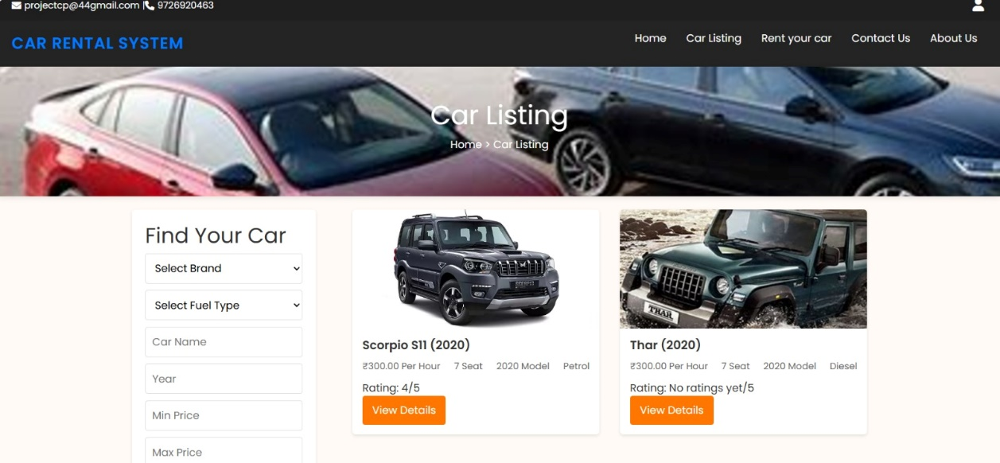 projectcp@44gmail.com | 9726920463
CAR RENTAL SYSTEM
Home Car Listing Rent your car Contact Us About Us
Car Listing
Home > Car Listing
Find Your Car
Select Brand
Select Fuel Type
Car Name
Year
Min Price
Max Price
SCORPIO
Scorpio S11 (2020)
₹300.00 Per Hour 7 Seat 2020 Model Petrol
Rating: 4/5
View Details
THAR
Thar (2020)
₹300.00 Per Hour 7 Seat 2020 Model Diesel
Rating: No ratings yet/5
View Details